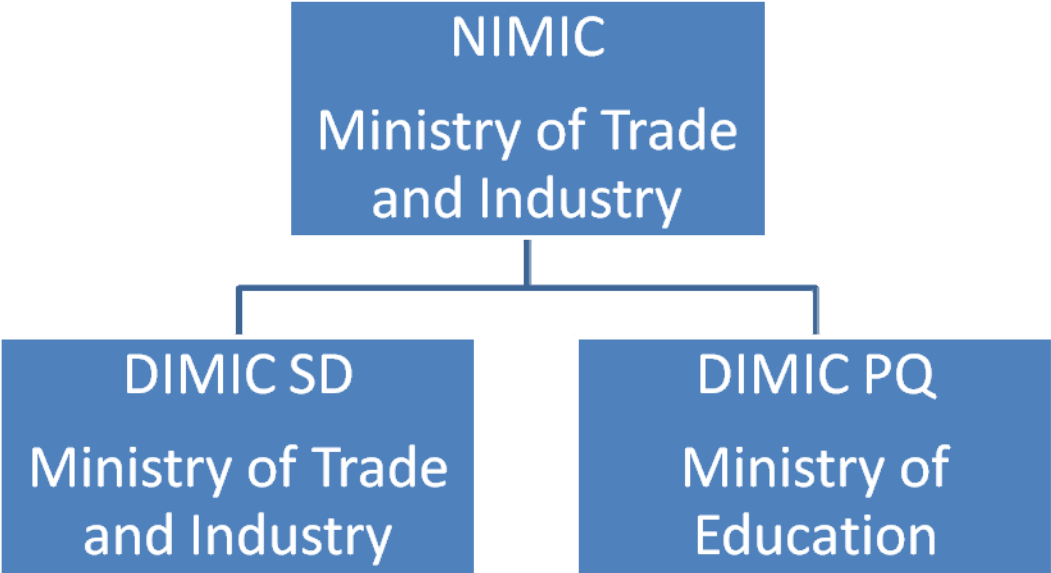 NIMIC
Ministry of Trade
and Industry
DIMIC SD
Ministry of Trade
and Industry
DIMIC PQ
Ministry of
Education